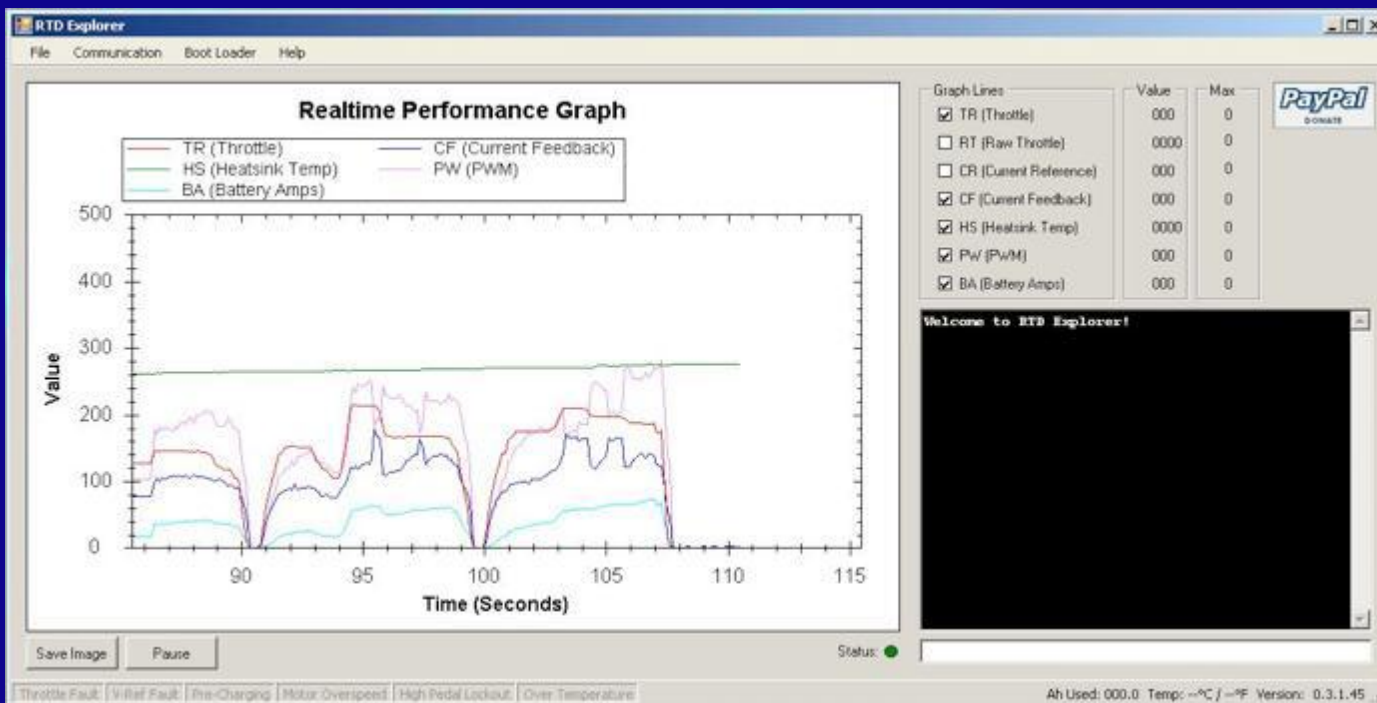 RTD Explorer
File Communication Boot Loader Help
Realtime Performance Graph
TR (Throttle) CF (Current Feedback)
HS (Heatsink Temp) PW (PWM)
BA (Battery Amps)
500
400
300
200
100
0
Value
90 95 100 105 110 115
Time (Seconds)
Save Image Pause Status:
Graph Lines Value Max
TR (Throttle) 000 0
RT (Raw Throttle) 0000 0
CR (Current Reference) 000 0
CF (Current Feedback) 000 0
HS (Heatsink Temp) 0000 0
PW (PWM) 000 0
BA (Battery Amps) 000 0
PayPal
DONATE
Welcome to RTD Explorer!
Throttle Fault V-Ref Fault Pre-Charging Motor Overspeed High Pedal Lockout Over Temperature Ah Used: 000.0 Temp: --ºC / --ºF Version: 0.3.1.45